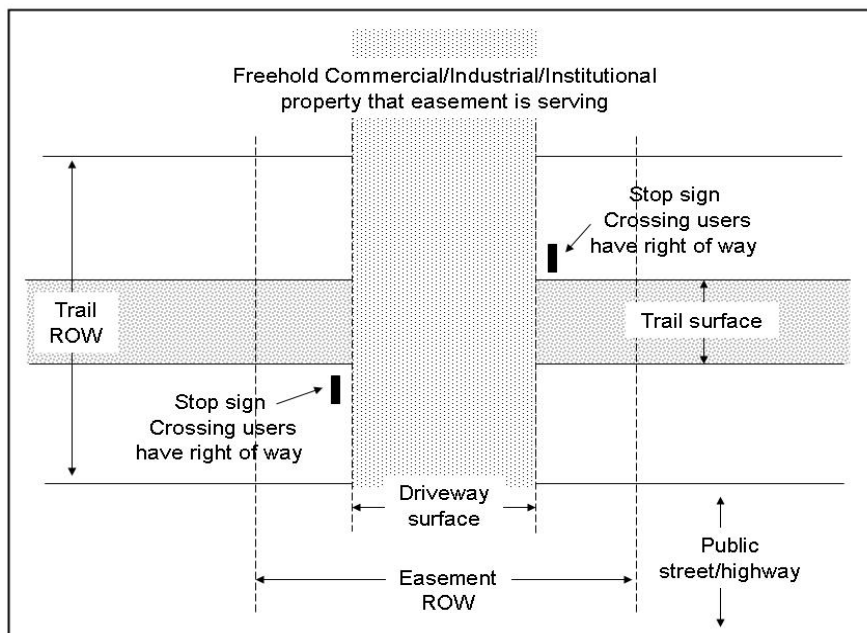 Freehold Commercial/Industrial/Institutional
property that easement is serving
Stop sign
Crossing users
have right of way
Trail
ROW
Trail surface
Stop sign
Crossing users
have right of way
Driveway
surface
Public
street/highway
Easement
ROW